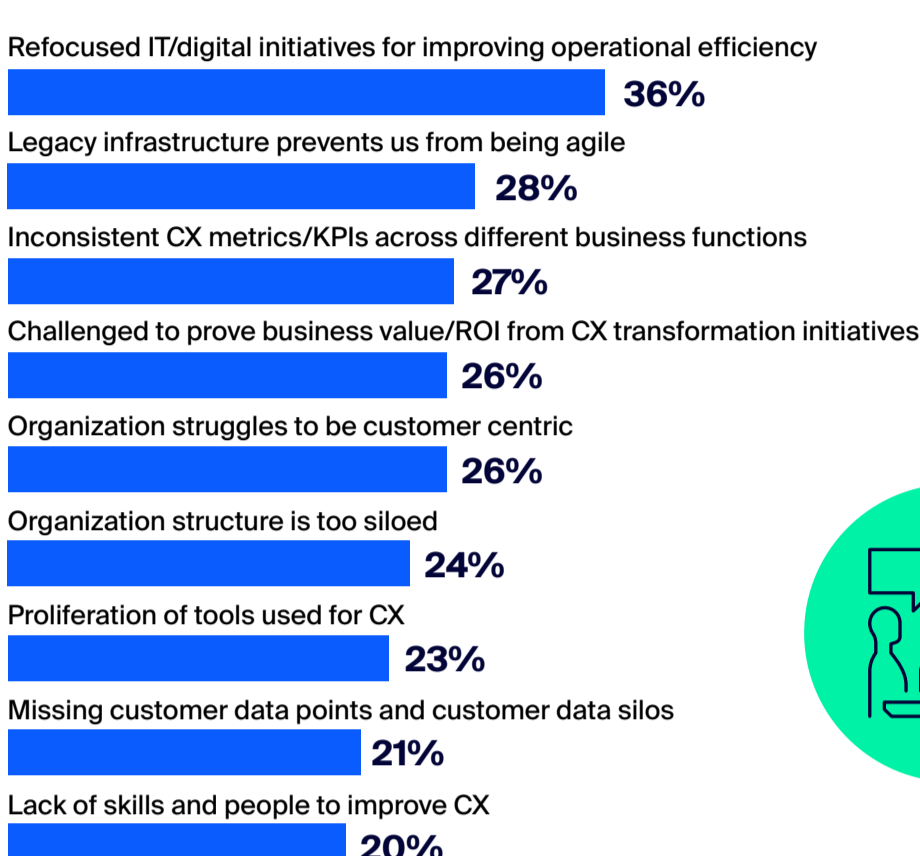 Refocused IT/digital initiatives for improving operational efficiency
36%
Legacy infrastructure prevents us from being agile
28%
Inconsistent CX metrics/KPIs across different business functions
27%
Challenged to prove business value/ROI from CX transformation initiatives
26%
Organization struggles to be customer centric
26%
Organization structure is too siloed
24%
Proliferation of tools used for CX
23%
Missing customer data points and customer data silos
21%
Lack of skills and people to improve CX
20%